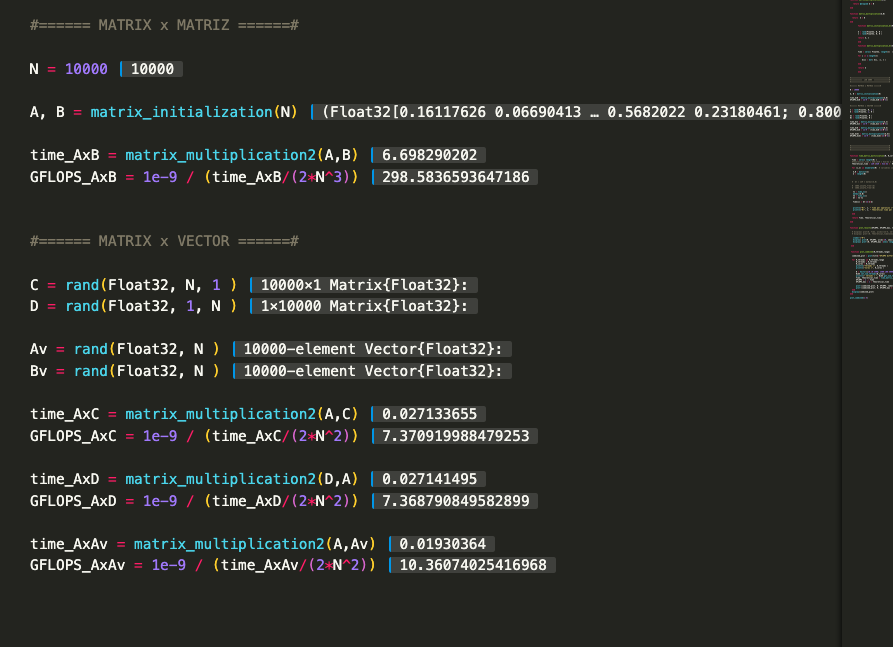 #====== MATRIX x MATRIZ ======#
N = 10000 10000
A, B = matrix_initialization(N) (Float32[0.16117626 0.06690413 … 0.5682022 0.23180461; 0.800
time_AxB = matrix_multiplication2(A,B) 6.698290202
GFLOPS_AxB = 1e-9 / (time_AxB/(2*N^3)) 298.5836593647186
#====== MATRIX x VECTOR ======#
C = rand(Float32, N, 1 ) 10000×1 Matrix{Float32}:
D = rand(Float32, 1, N ) 1×10000 Matrix{Float32}:
Av = rand(Float32, N ) 10000-element Vector{Float32}:
Bv = rand(Float32, N ) 10000-element Vector{Float32}:
time_AxC = matrix_multiplication2(A,C) 0.027133655
GFLOPS_AxC = 1e-9 / (time_AxC/(2*N^2)) 7.370919988479253
time_AxD = matrix_multiplication2(D,A) 0.027141495
GFLOPS_AxD = 1e-9 / (time_AxD/(2*N^2)) 7.368790849582899
time_AxAv = matrix_multiplication2(A,Av) 0.01930364
GFLOPS_AxAv = 1e-9 / (time_AxAv/(2*N^2)) 10.36074025416968